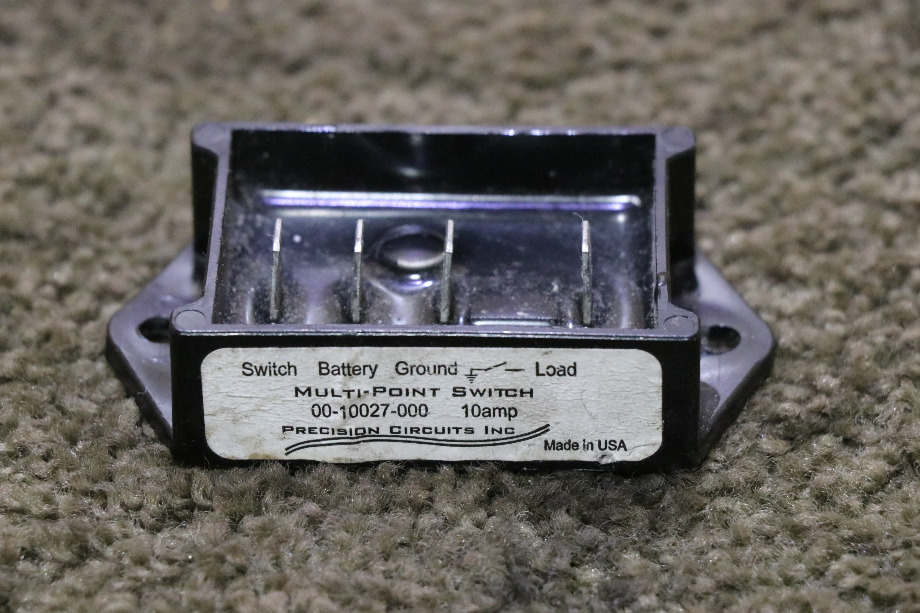 Switch Battery Ground Load
MULTI-POINT SWITCH
00-10027-000 10amp
PRECISION CIRCUITS INC
Made in USA